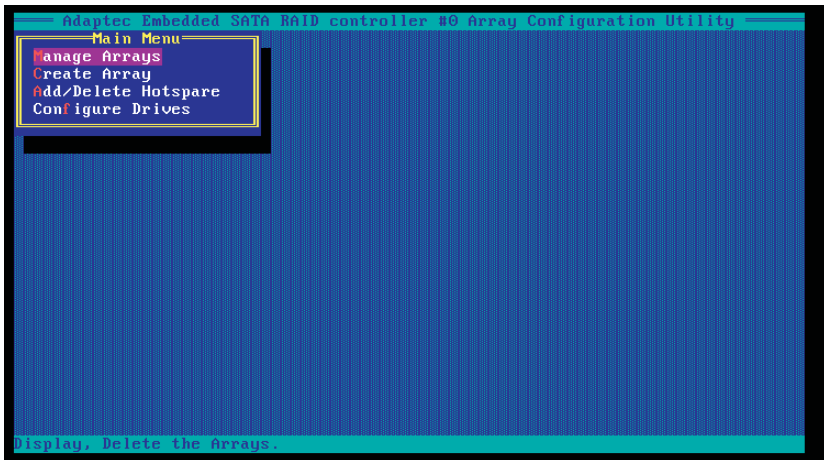 Adaptec Embedded SATA RAID controller #0 Array Configuration Utility
Main Menu
Manage Arrays
Create Array
Add/Delete Hotspare
Configure Drives
Display, Delete the Arrays.